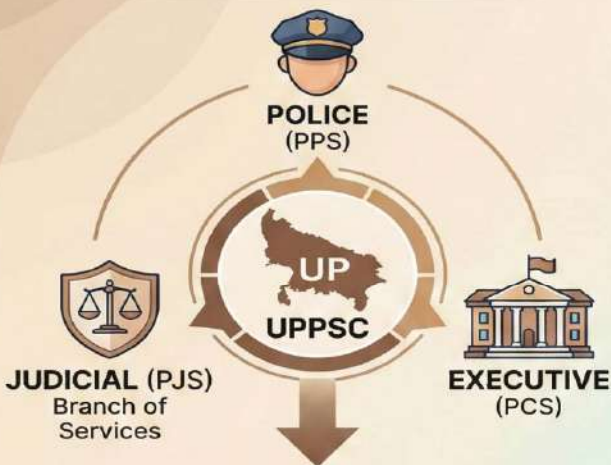 POLICE
(PPS)
UP
UPPSC
JUDICIAL (PJS)
Branch of
Services
EXECUTIVE
(PCS)